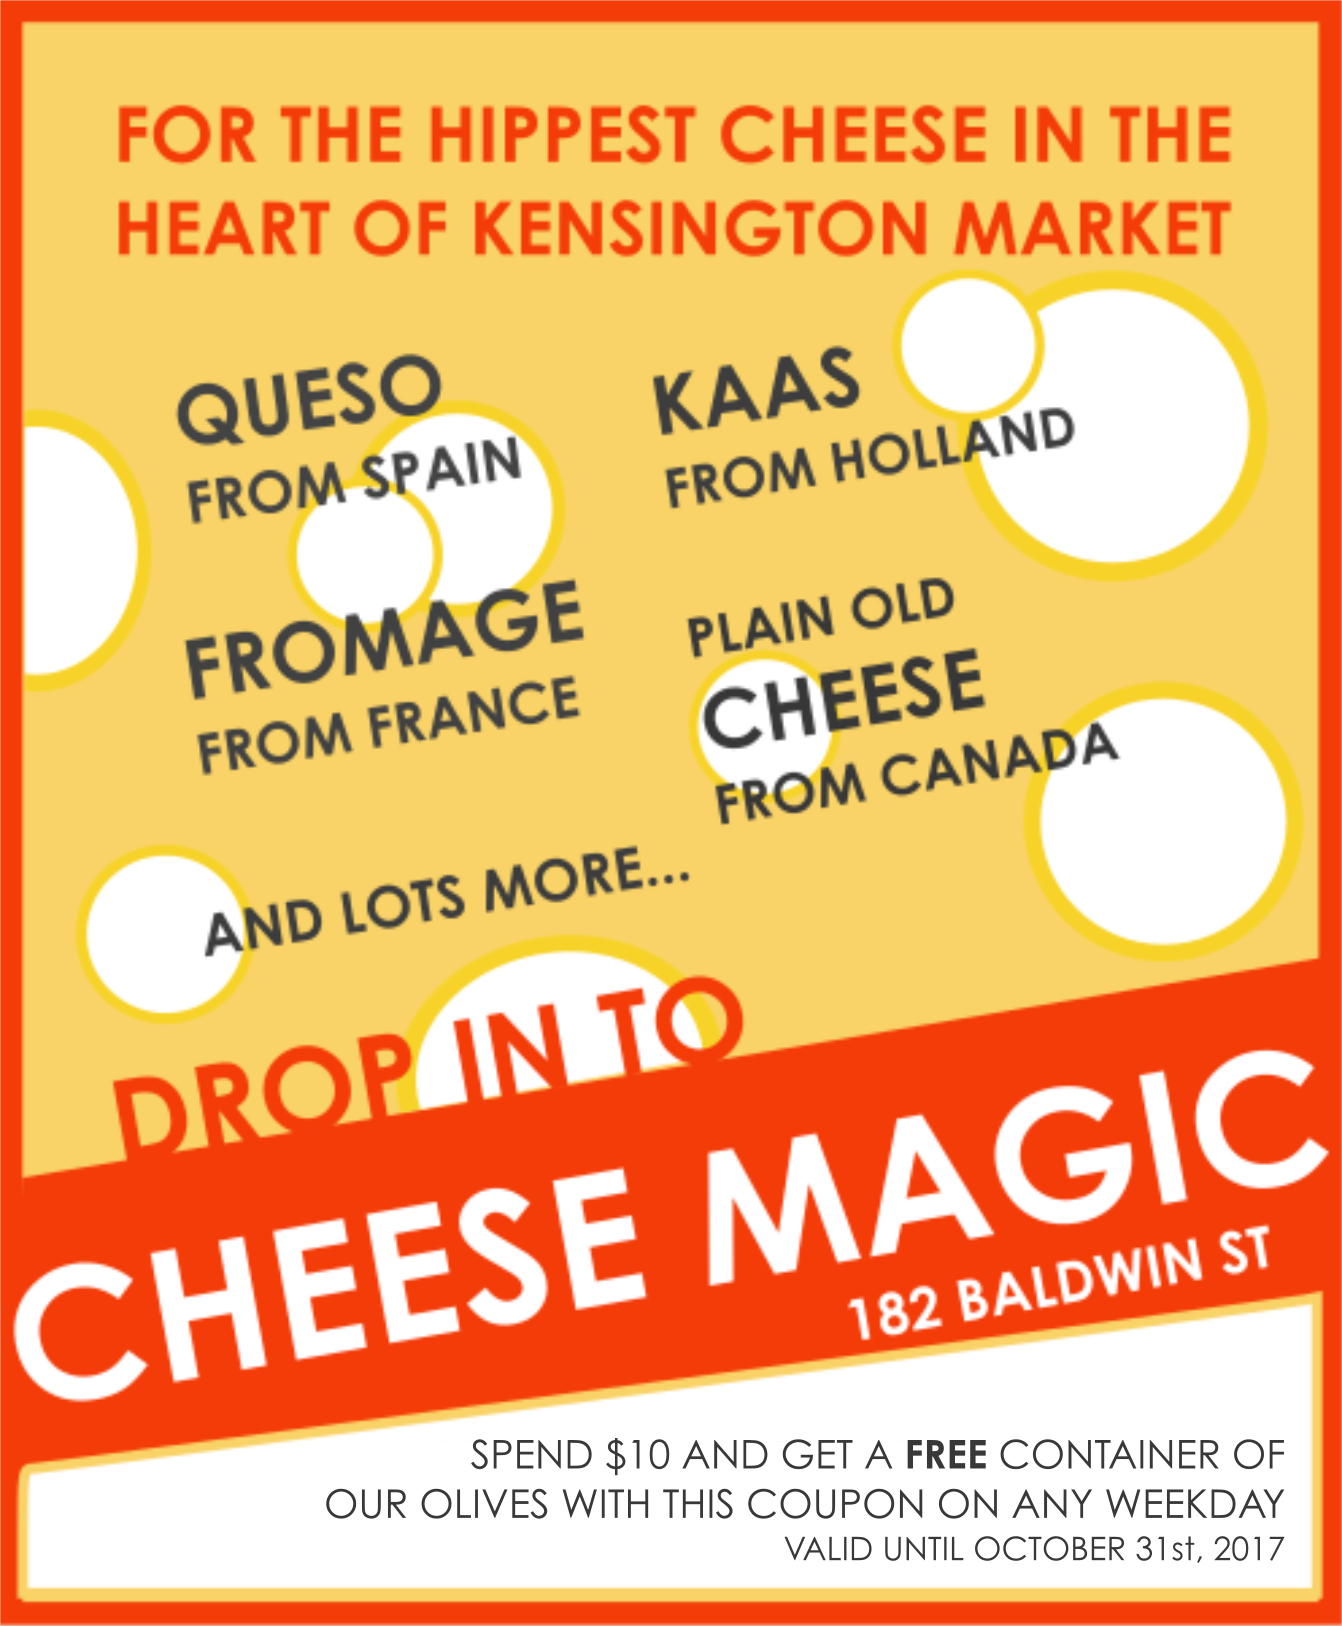 FOR THE HIPPEST CHEESE IN THE
HEART OF KENSINGTON MARKET
QUESO
FROM SPAIN
KAAS
FROM HOLLAND
FROMAGE
FROM FRANCE
PLAIN OLD
CHEESE
FROM CANADA
AND LOTS MORE...
DROP IN TO
CHEESE MAGIC
182 BALDWIN ST
SPEND $10 AND GET A FREE CONTAINER OF
OUR OLIVES WITH THIS COUPON ON ANY WEEKDAY
VALID UNTIL OCTOBER 31st, 2017